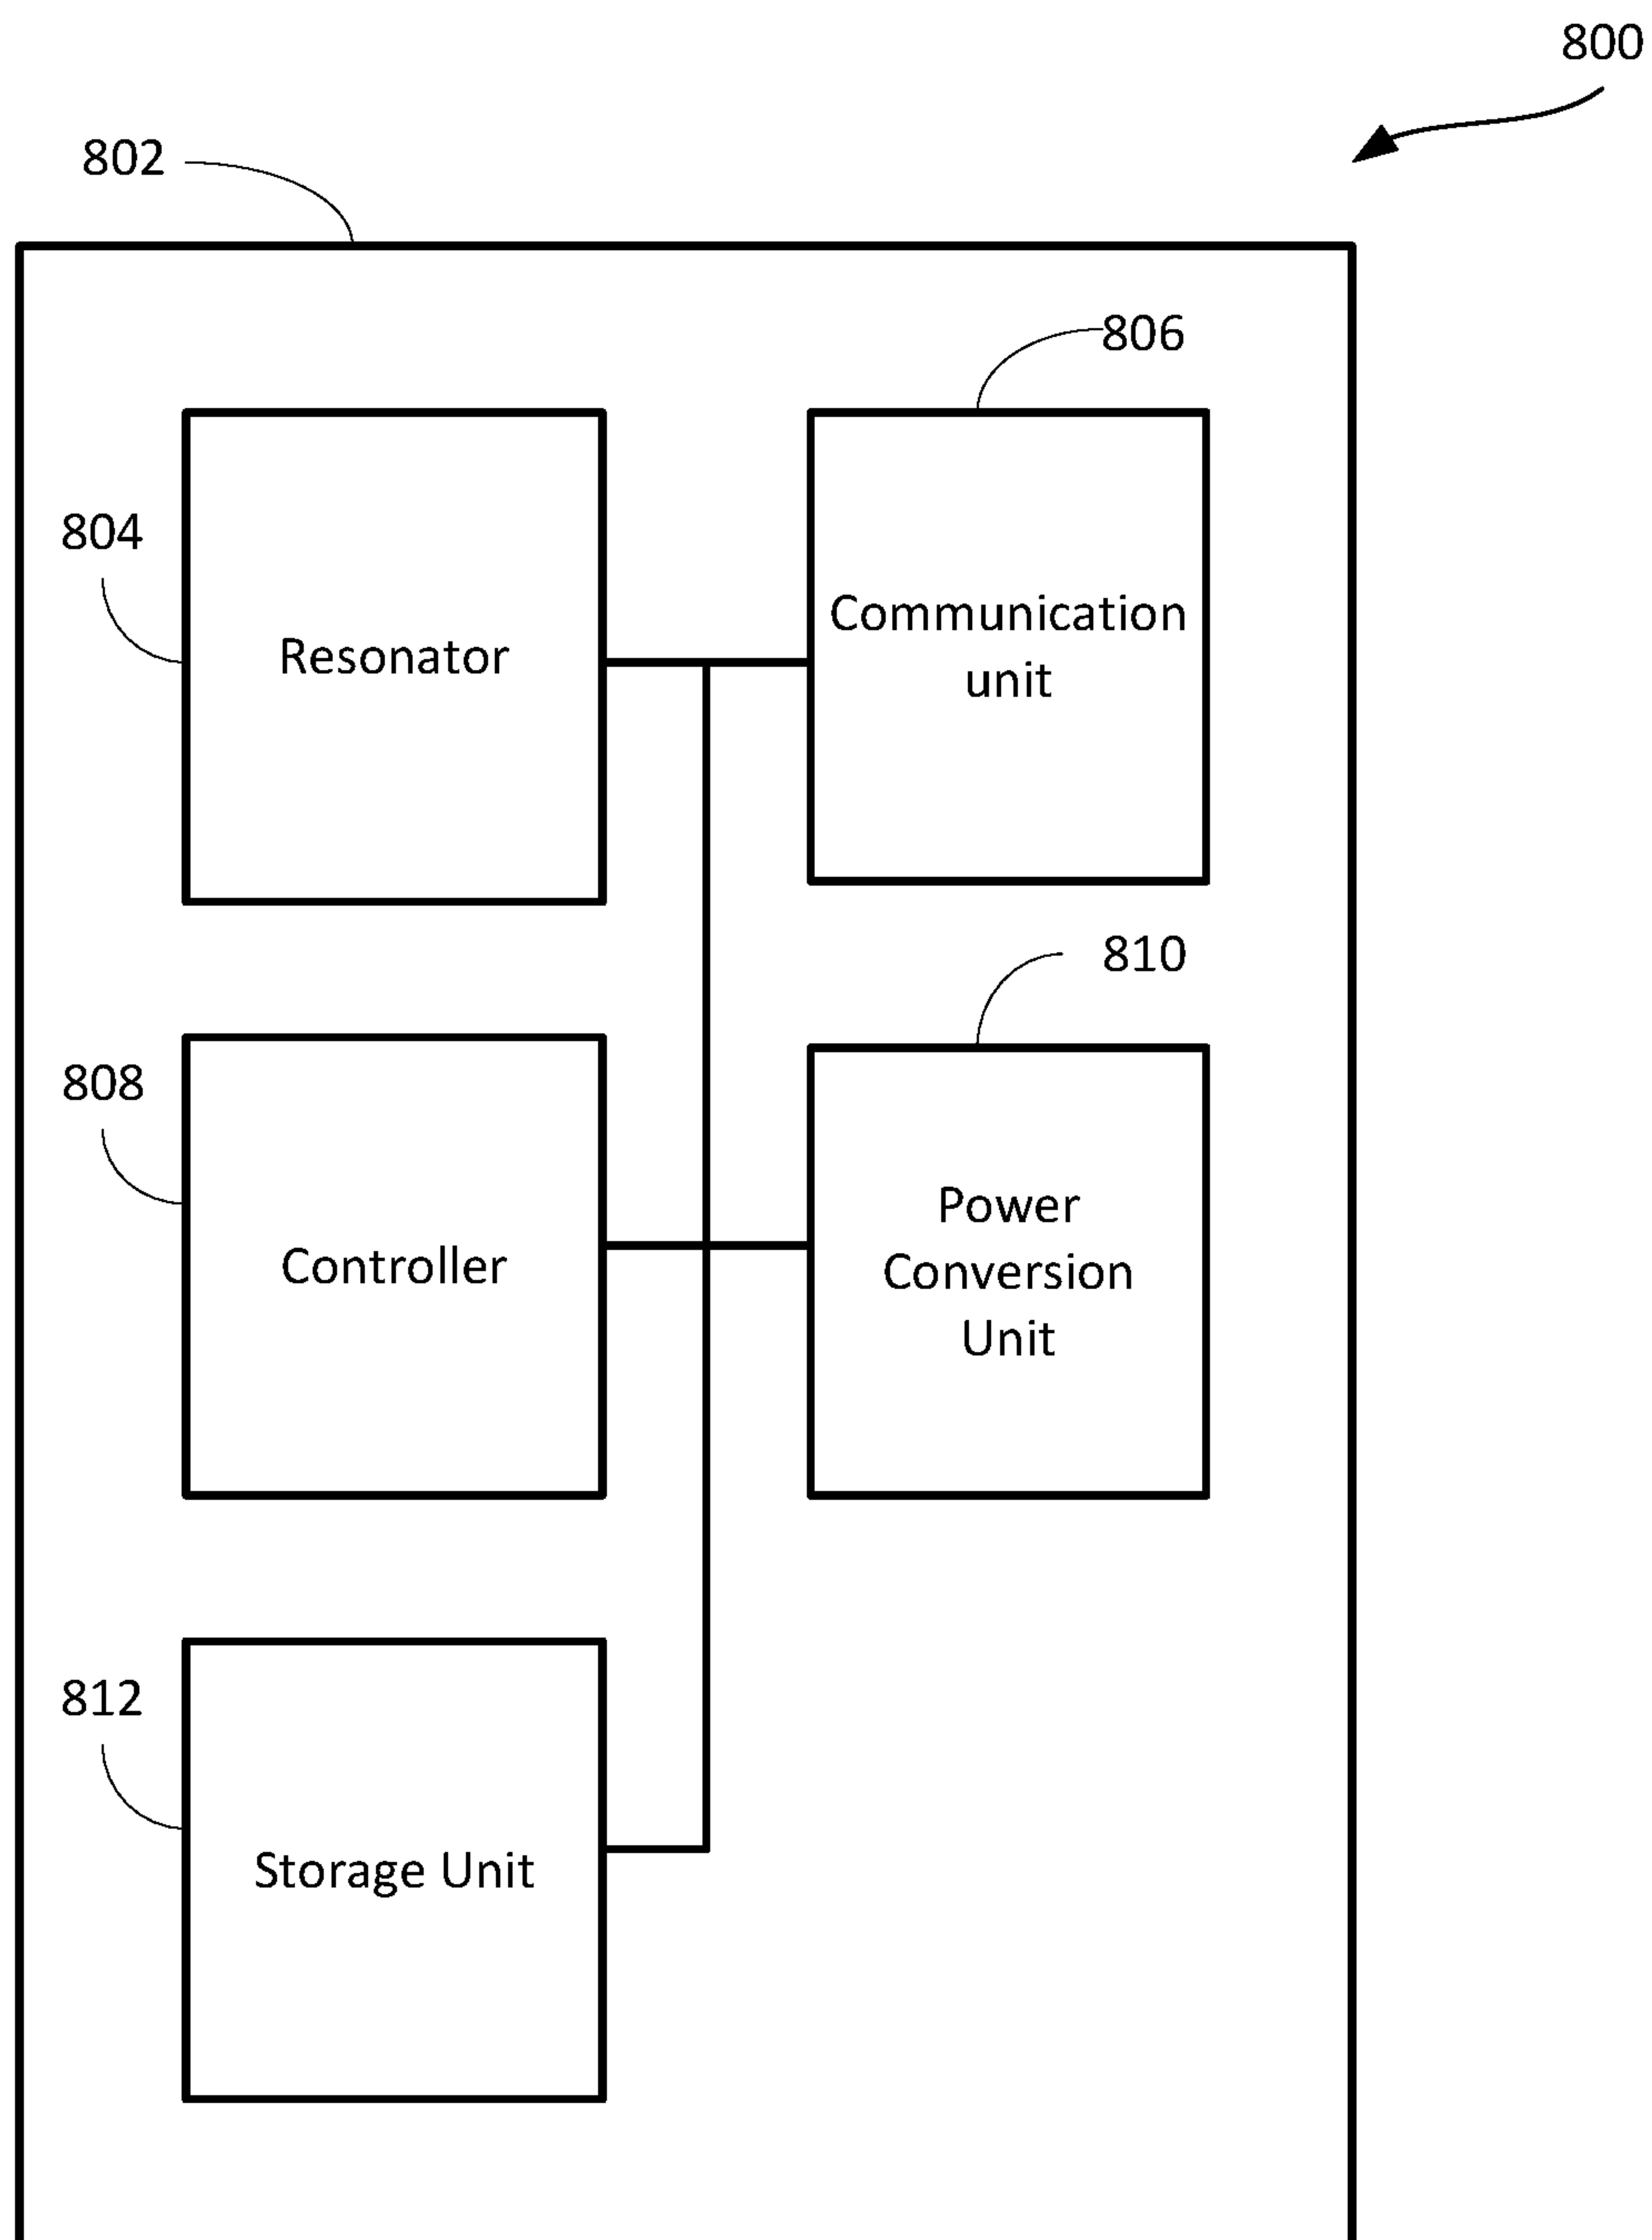 800
802
806
804
Resonator
Communication
unit
810
808
Controller
Power
Conversion
Unit
812
Storage Unit